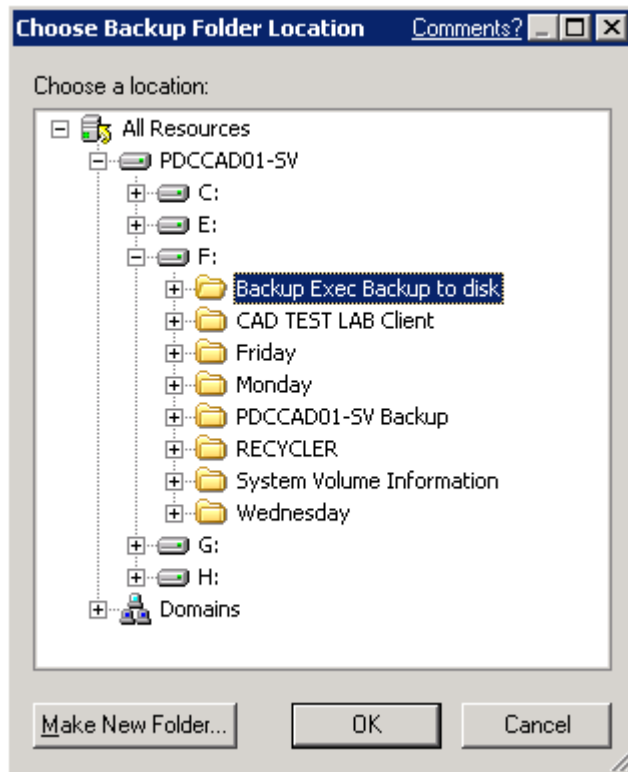 Choose Backup Folder Location Comments?
Choose a location:
All Resources
PDCCAD01-SV
C:
E:
F:
Backup Exec Backup to disk
CAD TEST LAB Client
Friday
Monday
PDCCAD01-SV Backup
RECYCLER
System Volume Information
Wednesday
G:
H:
Domains
Make New Folder... OK Cancel